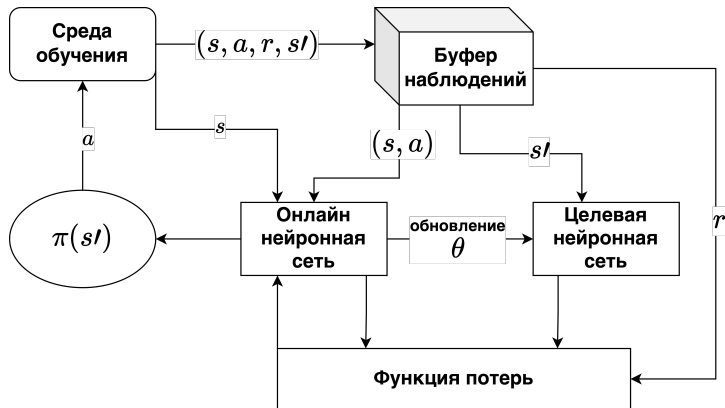 Среда
обучения
(s, a, r, s′)
Буфер
наблюдений
a
s
(s, a)
s′
r
π(s′)
Онлайн
нейронная
сеть
обновление
θ
Целевая
нейронная
сеть
Функция потерь